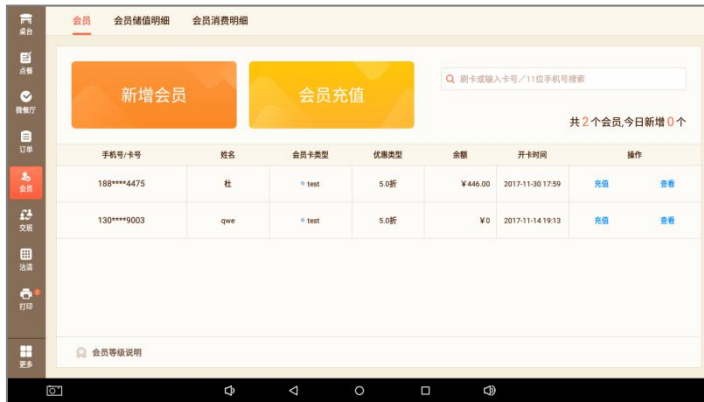 会员 会员储值明细 会员消费明细
桌台
点餐
微餐厅
订单
会员
交班
沽清
打印
更多
新增会员 会员充值
刷卡或输入卡号／11位手机号搜索
共2个会员,今日新增0个
手机号/卡号 姓名 会员卡类型 优惠类型 余额 开卡时间 操作
188****4475 杜 test 5.0折 ¥446.00 2017-11-30 17:59 充值 查看
130****9003 qwe test 5.0折 ¥0 2017-11-14 19:13 充值 查看
会员等级说明